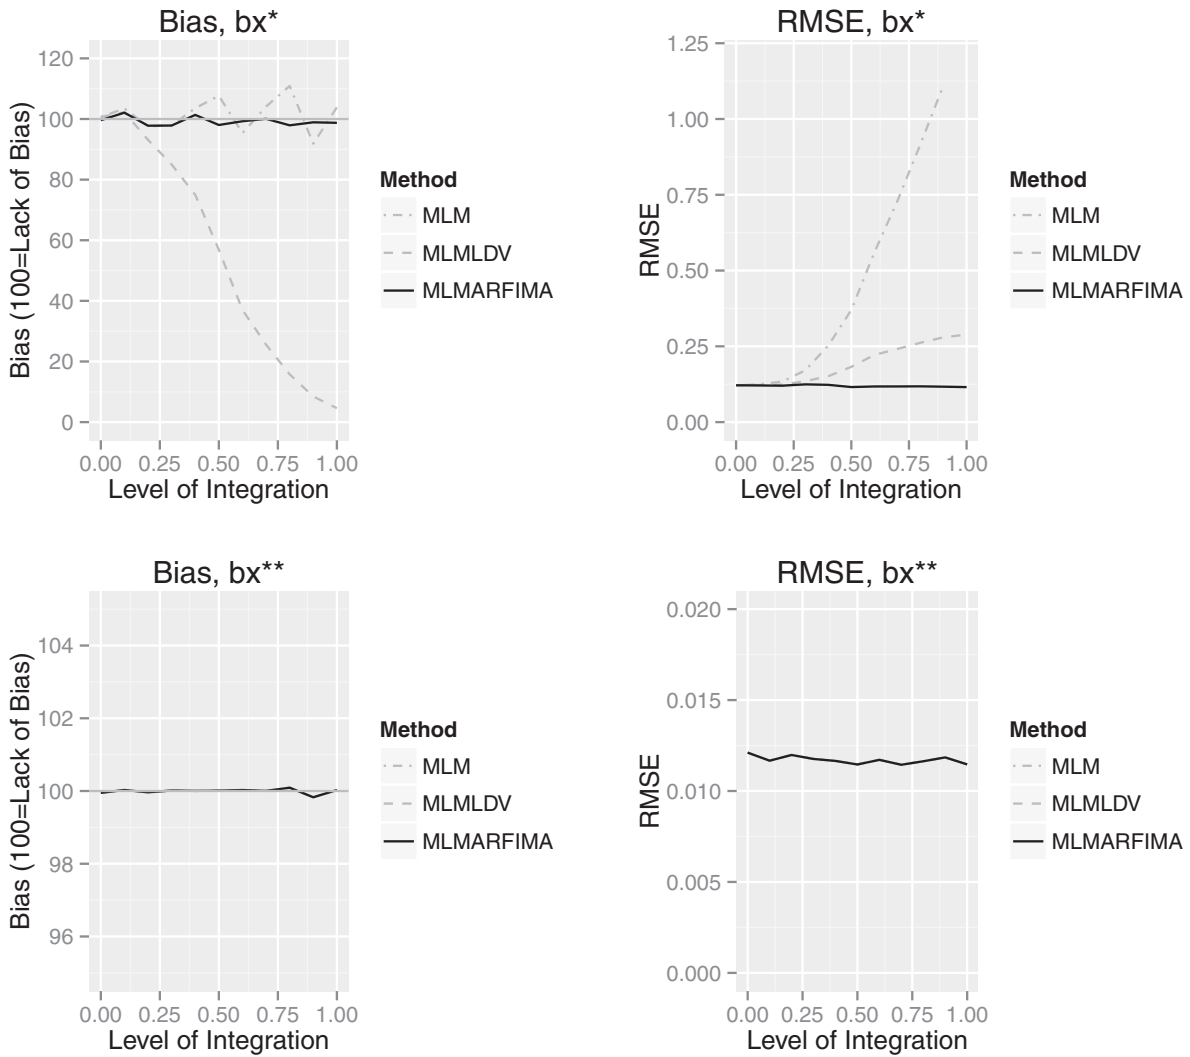 Bias, bx*
Bias (100=Lack of Bias)
120
100
80
60
40
20
0
0.00 0.25 0.50 0.75 1.00
Level of Integration
Method
MLM
MLMLDV
MLMARFIMA
RMSE, bx*
RMSE
1.25
1.00
0.75
0.50
0.25
0.00
0.00 0.25 0.50 0.75 1.00
Level of Integration
Method
MLM
MLMLDV
MLMARFIMA
Bias, bx**
Bias (100=Lack of Bias)
104
102
100
98
96
0.00 0.25 0.50 0.75 1.00
Level of Integration
Method
MLM
MLMLDV
MLMARFIMA
RMSE, bx**
RMSE
0.020
0.015
0.010
0.005
0.000
0.00 0.25 0.50 0.75 1.00
Level of Integration
Method
MLM
MLMLDV
MLMARFIMA